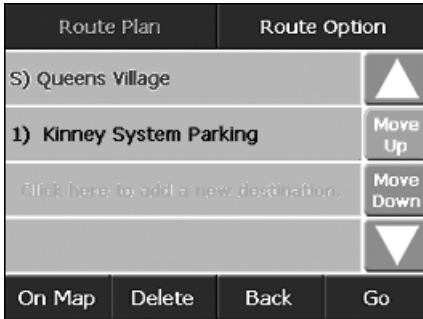 Route Plan
Route Option
S) Queens Village
1) Kinney System Parking
Move
Up
Click here to add a new destination.
Move
Down
On Map
Delete
Back
Go